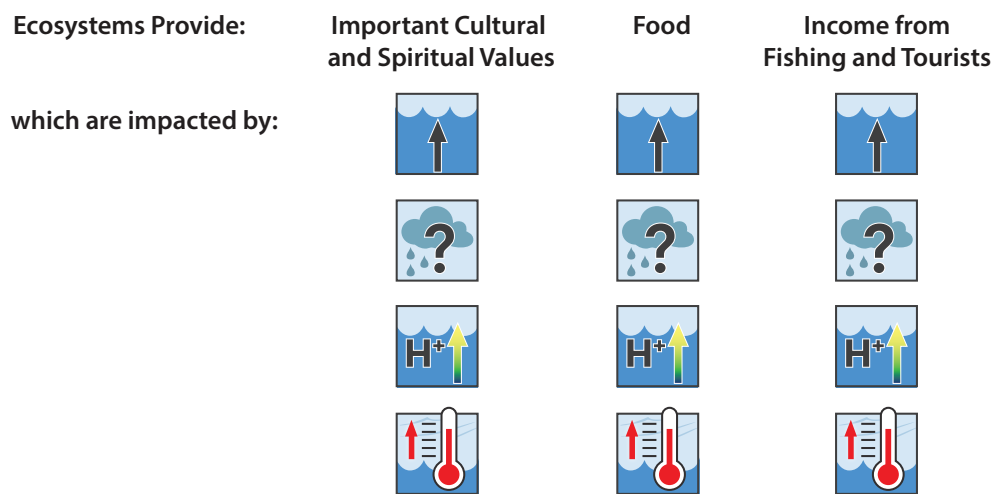 Ecosystems Provide:
Important Cultural
and Spiritual Values
Food
Income from
Fishing and Tourists
which are impacted by:
?
?
?
H+
H+
H+